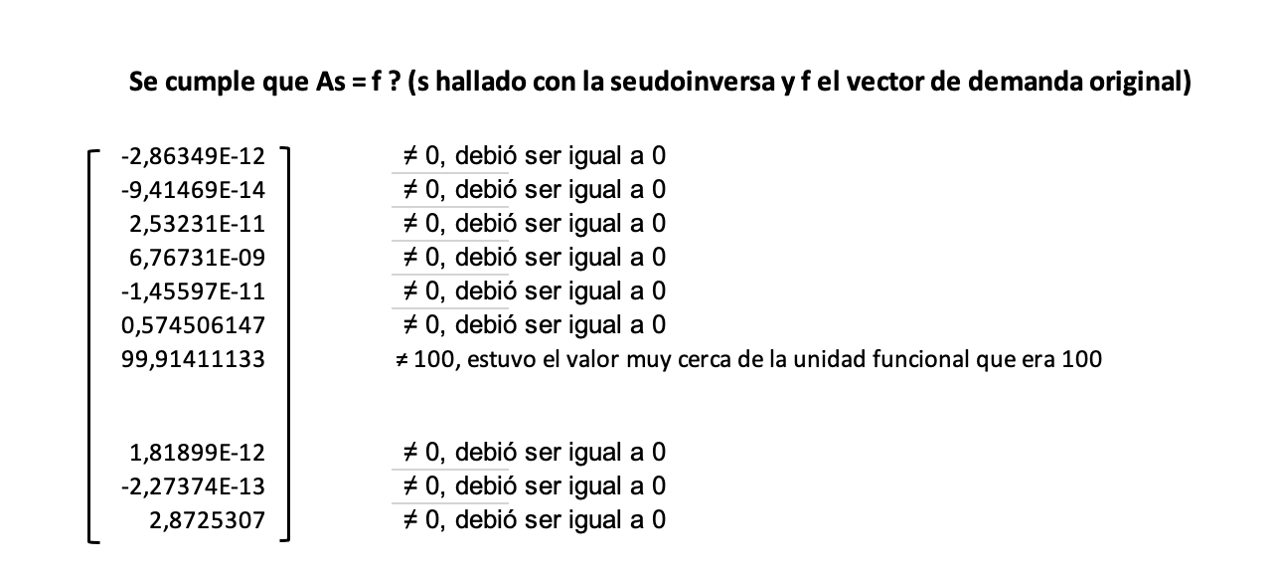 Se cumple que As = f ? (s hallado con la seudoinversa y f el vector de demanda original)
-2,86349E-12 ≠ 0, debió ser igual a 0
-9,41469E-14 ≠ 0, debió ser igual a 0
2,53231E-11 ≠ 0, debió ser igual a 0
6,76731E-09 ≠ 0, debió ser igual a 0
-1,45597E-11 ≠ 0, debió ser igual a 0
0,574506147 ≠ 0, debió ser igual a 0
99,91411133 ≠ 100, estuvo el valor muy cerca de la unidad funcional que era 100
1,81899E-12 ≠ 0, debió ser igual a 0
-2,27374E-13 ≠ 0, debió ser igual a 0
2,8725307 ≠ 0, debió ser igual a 0